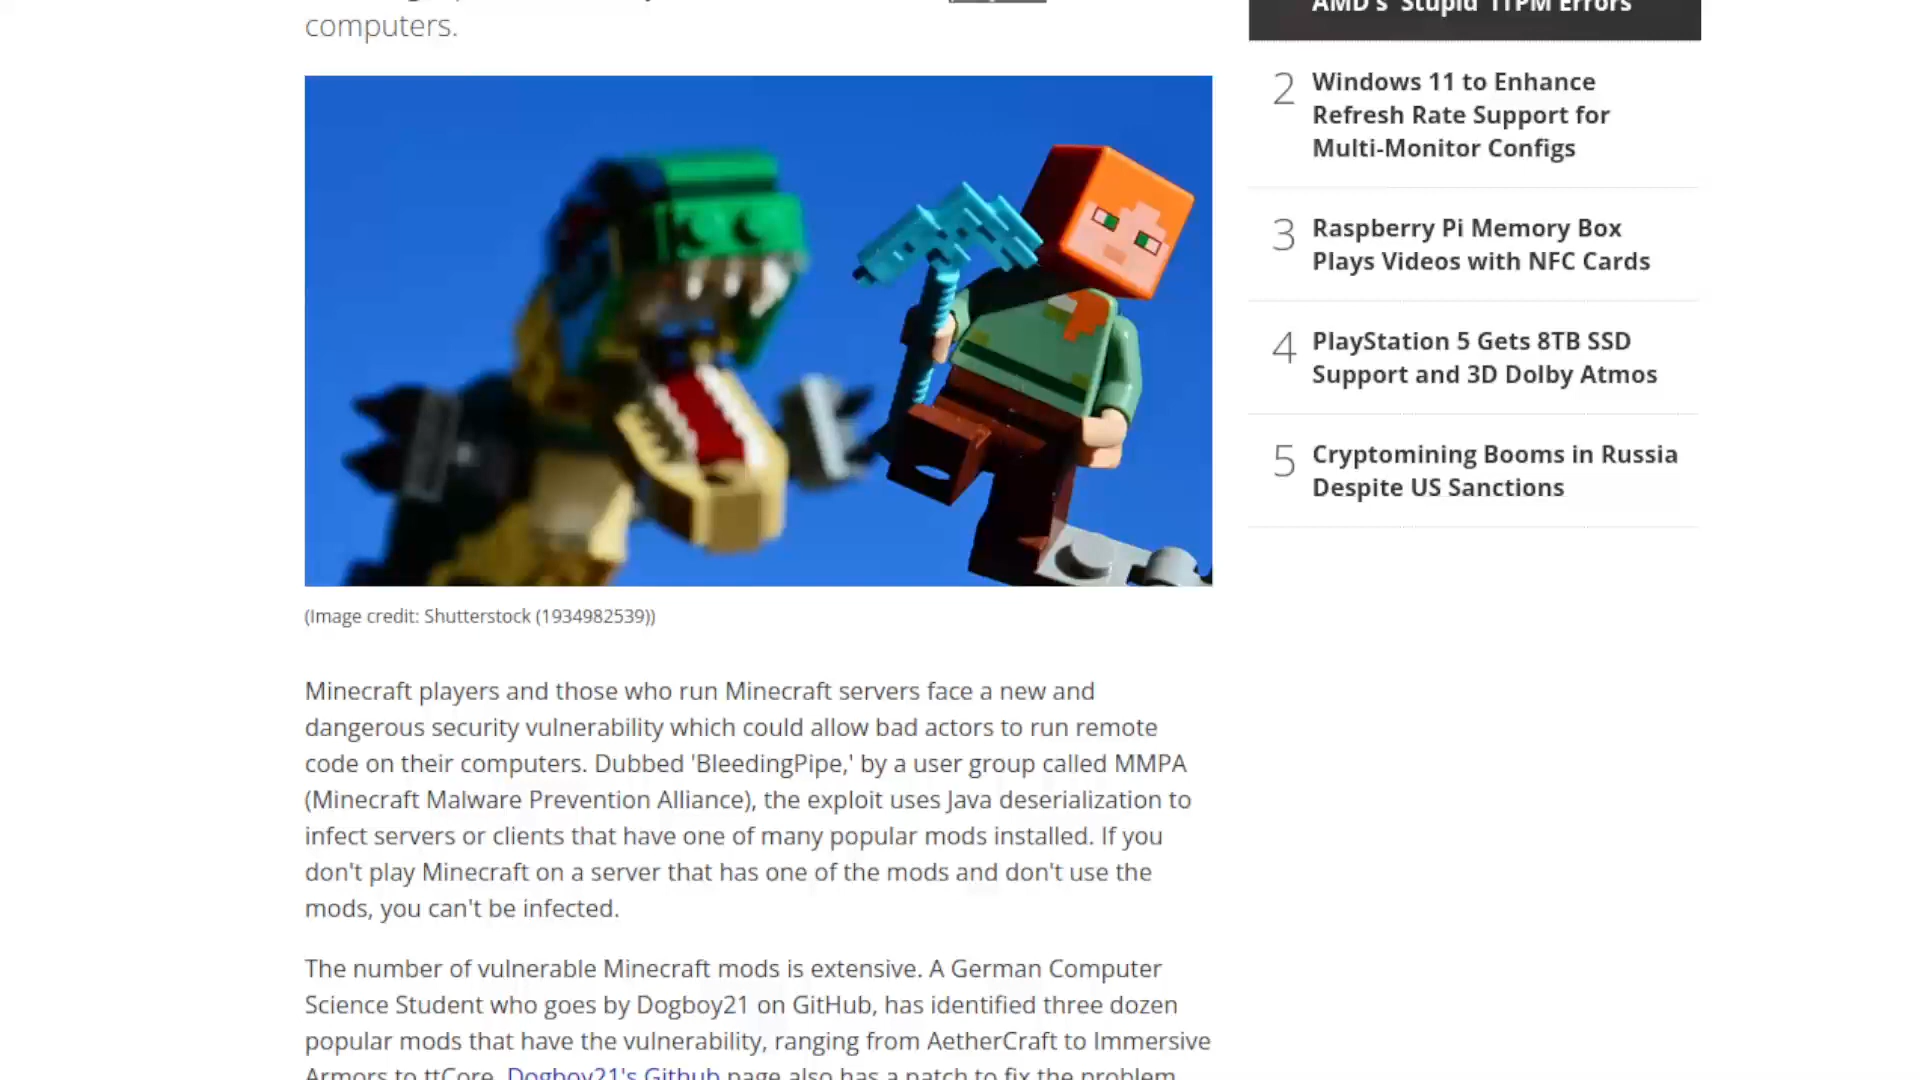 computers.
(Image credit: Shutterstock (1934982539))
Minecraft players and those who run Minecraft servers face a new and
dangerous security vulnerability which could allow bad actors to run remote
code on their computers. Dubbed 'BleedingPipe,' by a user group called MMPA
(Minecraft Malware Prevention Alliance), the exploit uses Java deserialization to
infect servers or clients that have one of many popular mods installed. If you
don't play Minecraft on a server that has one of the mods and don't use the
mods, you can't be infected.
The number of vulnerable Minecraft mods is extensive. A German Computer
Science Student who goes by Dogboy21 on GitHub, has identified three dozen
popular mods that have the vulnerability, ranging from AetherCraft to Immersive
Armors to ttCore. Dogboy21's Github page also has a patch to fix the problem
AMD's 'Stupid' fTPM Errors
2 Windows 11 to Enhance
Refresh Rate Support for
Multi-Monitor Configs
3 Raspberry Pi Memory Box
Plays Videos with NFC Cards
4 PlayStation 5 Gets 8TB SSD
Support and 3D Dolby Atmos
5 Cryptomining Booms in Russia
Despite US Sanctions